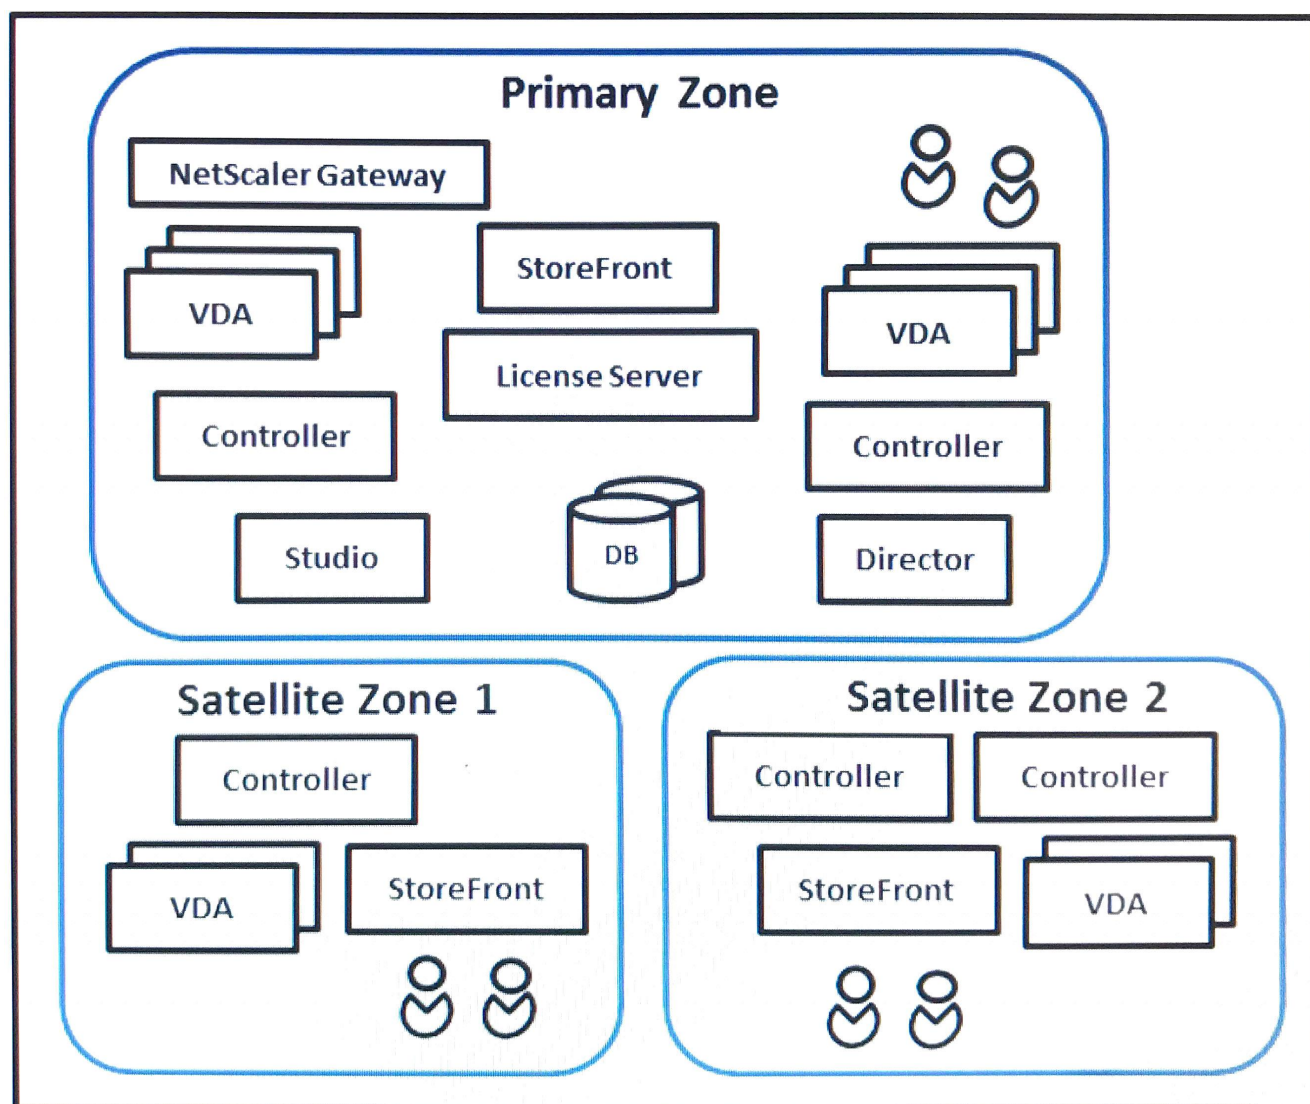 Primary Zone
NetScaler Gateway
StoreFront
VDA
VDA
License Server
Controller
Controller
Studio
DB
Director
Satellite Zone 1
Controller
VDA
StoreFront
Satellite Zone 2
Controller
Controller
StoreFront
VDA